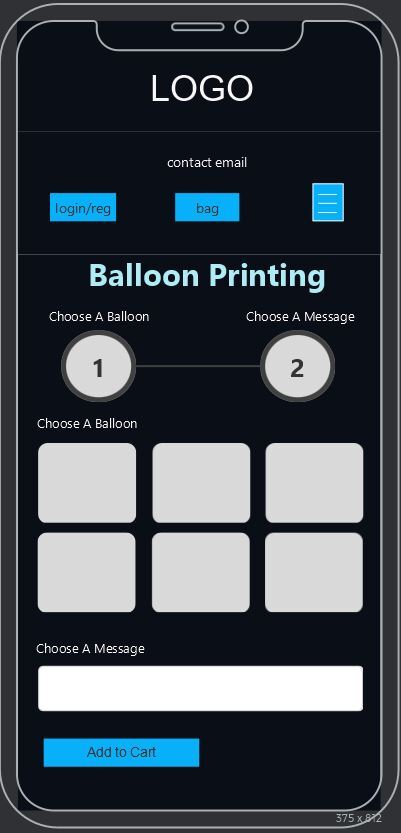 LOGO
contact email
login/reg
bag
Balloon Printing
Choose A Balloon
Choose A Message
1
2
Choose A Balloon
Choose A Message
Add to Cart
375 x 812